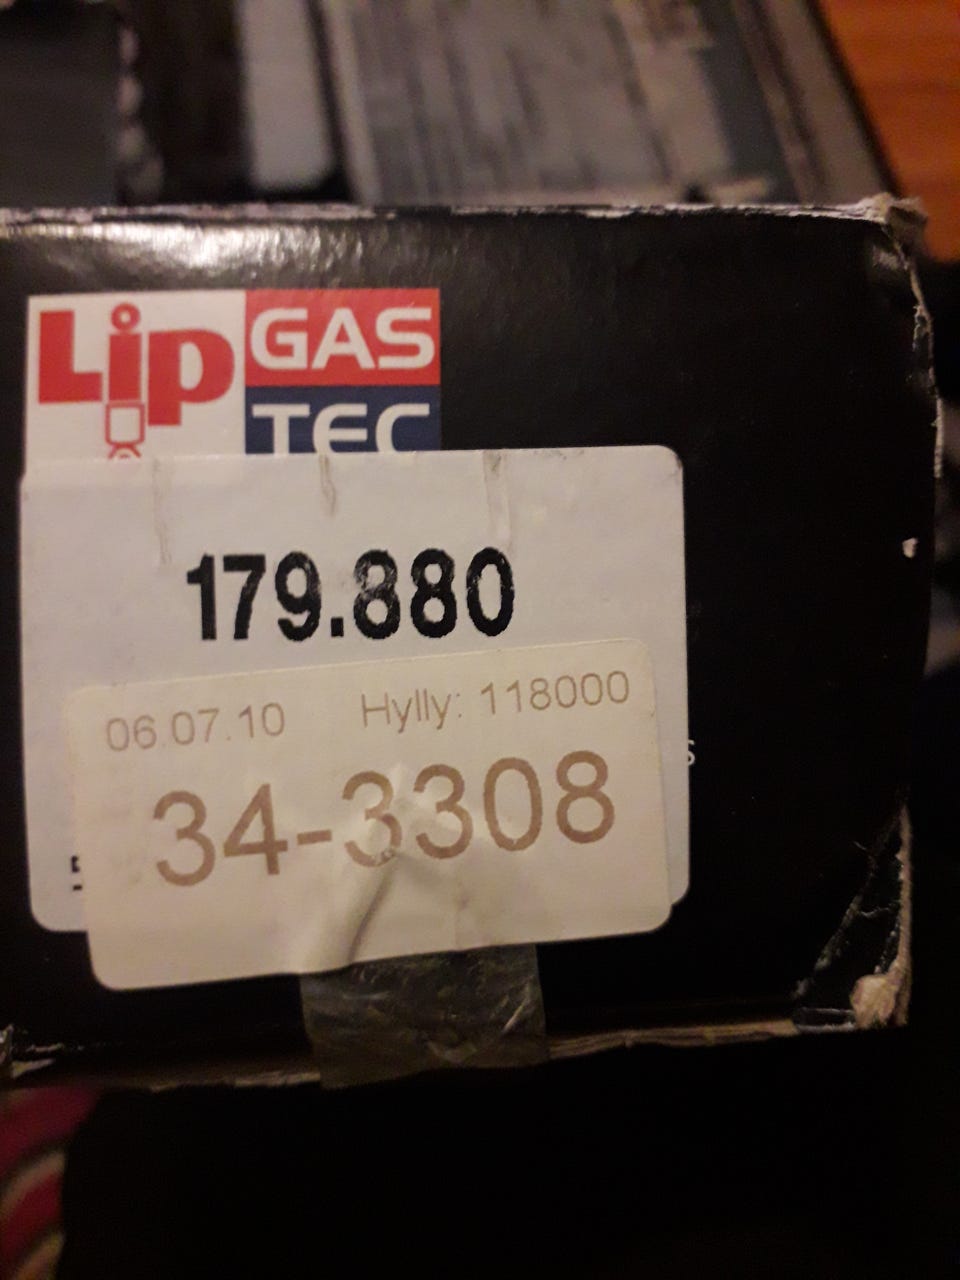 Lip GAS
TEC
179.880
06.07.10 Hylly: 118000
34-3308